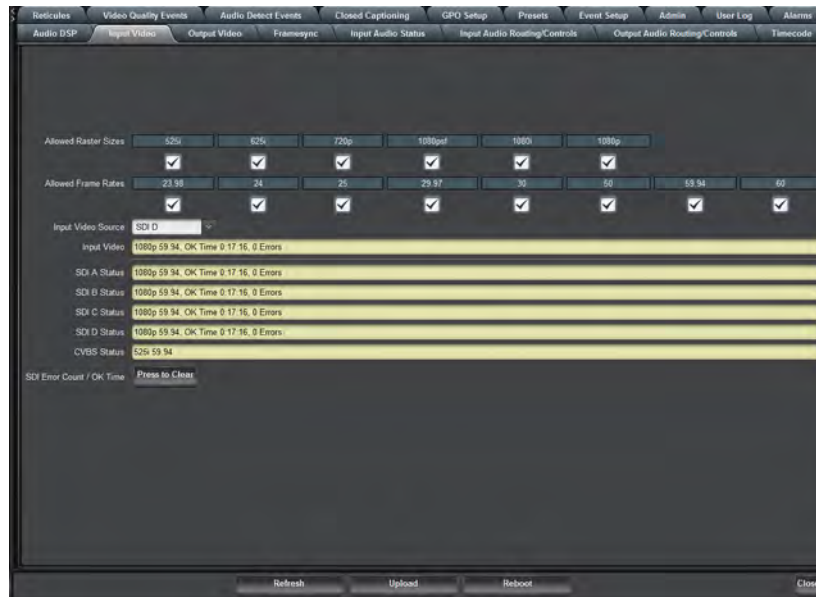 Reticules Video Quality Events Audio Detect Events Closed Captioning GPO Setup Presets Event Setup Admin User Log Alarms
Audio DSP Input Video Output Video Framesync Input Audio Status Input Audio Routing/Controls Output Audio Routing/Controls Timecode
Allowed Raster Sizes 525i 625i 720p 1080psf 1080i 1080p
Allowed Frame Rates 23.98 24 25 29.97 30 50 59.94 60
Input Video Source SDI D
Input Video 1080p 59.94, OK Time 0:17:16, 0 Errors
SDI A Status 1080p 59.94, OK Time 0:17:16, 0 Errors
SDI B Status 1080p 59.94, OK Time 0:17:16, 0 Errors
SDI C Status 1080p 59.94, OK Time 0:17:16, 0 Errors
SDI D Status 1080p 59.94, OK Time 0:17:16, 0 Errors
CVBS Status 525i 59.94
SDI Error Count / OK Time Press to Clear
Refresh Upload Reboot Close